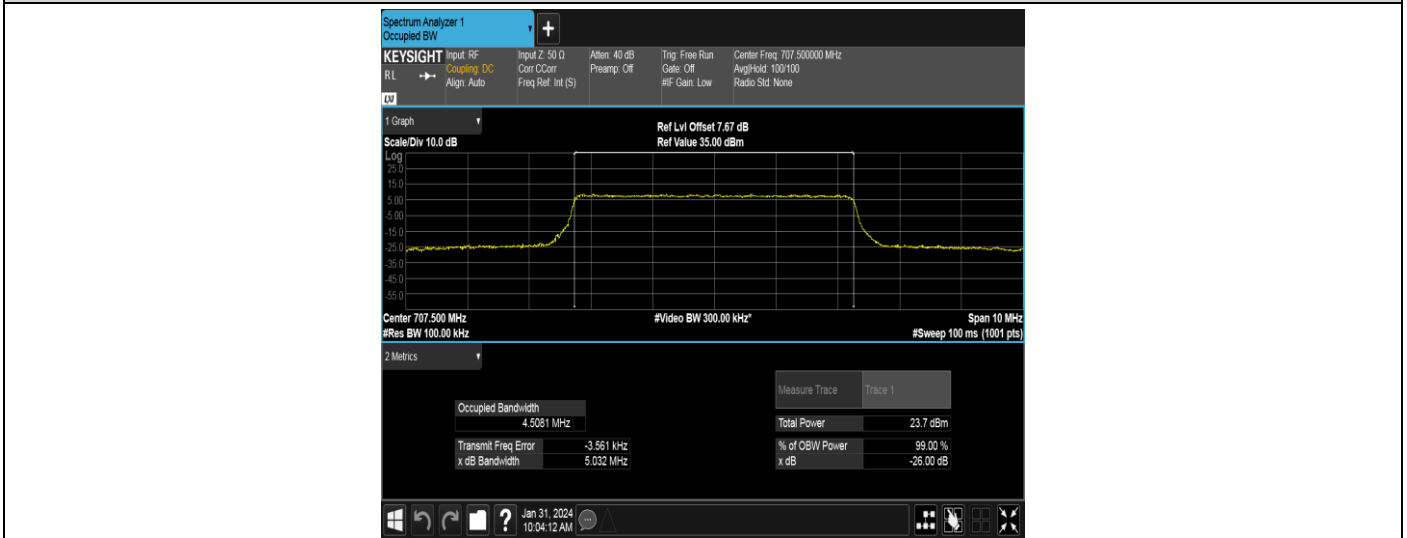 Spectrum Analyzer 1
Occupied BW
+
KEYSIGHT Input: RF Input Z: 50 Ω Atten: 40 dB Trig: Free Run Center Freq: 707.500000 MHz
RL Coupling: DC Corr CCorr Preamp: Off Gate: Off Avg|Hold: 100/100
Align: Auto Freq Ref: Int (S) #IF Gain: Low Radio Std: None
LXI
1 Graph Ref Lvl Offset 7.67 dB
Scale/Div 10.0 dB Ref Value 35.00 dBm
Log
25.0
15.0
5.00
-5.00
-15.0
-25.0
-35.0
-45.0
-55.0
Center 707.500 MHz #Video BW 300.00 kHz* Span 10 MHz
#Res BW 100.00 kHz #Sweep 100 ms (1001 pts)
2 Metrics
Measure Trace Trace 1
Occupied Bandwidth
4.5081 MHz Total Power 23.7 dBm
Transmit Freq Error -3.561 kHz % of OBW Power 99.00 %
x dB Bandwidth 5.032 MHz x dB -26.00 dB
? Jan 31, 2024
10:04:12 AM